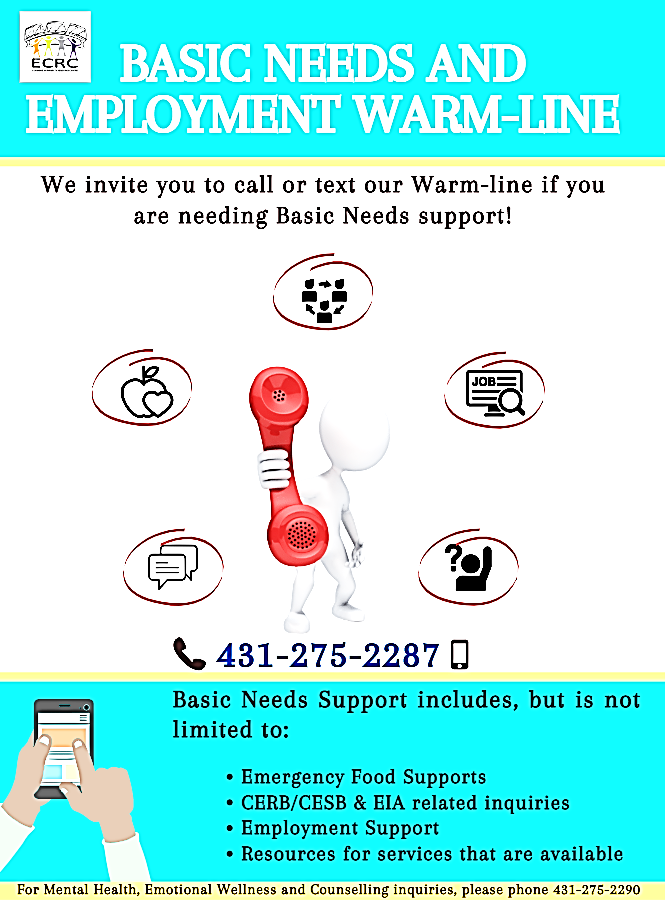 ECRC
BASIC NEEDS AND
EMPLOYMENT WARM-LINE
We invite you to call or text our Warm-line if you
are needing Basic Needs support!
JOB
?
431-275-2287
Basic Needs Support includes, but is not
limited to:
• Emergency Food Supports
• CERB/CESB & EIA related inquiries
• Employment Support
• Resources for services that are available
For Mental Health, Emotional Wellness and Counselling inquiries, please phone 431-275-2290